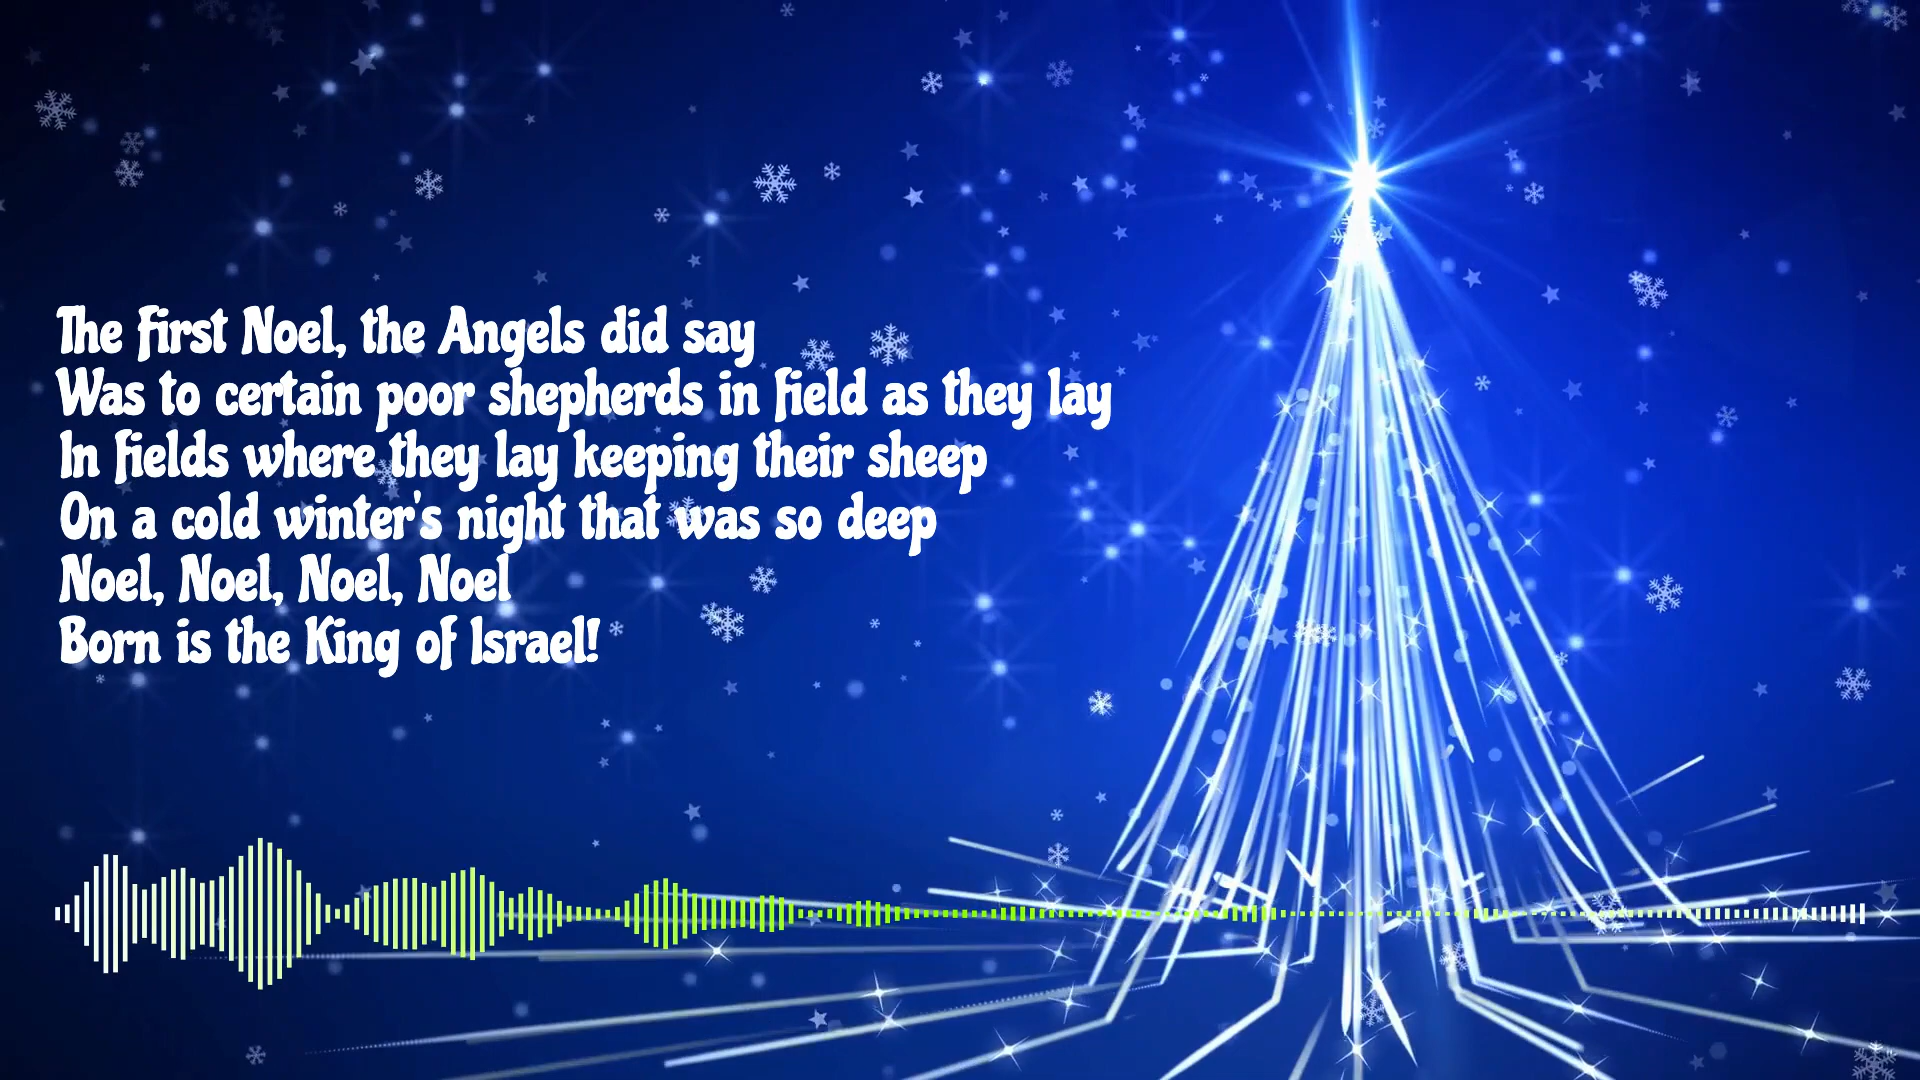 The First Noel, the Angels did say
Was to certain poor shepherds in field as they lay
In fields where they lay keeping their sheep
On a cold winter's night that was so deep
Noel, Noel, Noel, Noel
Born is the King of Israel!